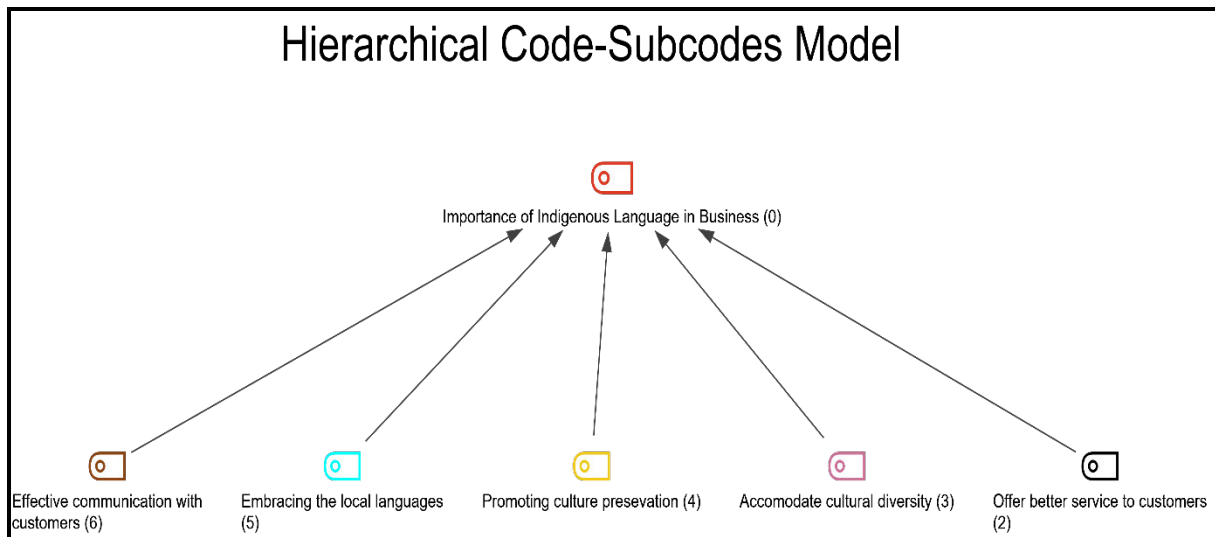 Hierarchical Code-Subcodes Model
Importance of Indigenous Language in Business (0)
Effective communication with
customers (6)
Embracing the local languages
(5)
Promoting culture presevation (4)
Accomodate cultural diversity (3)
Offer better service to customers
(2)